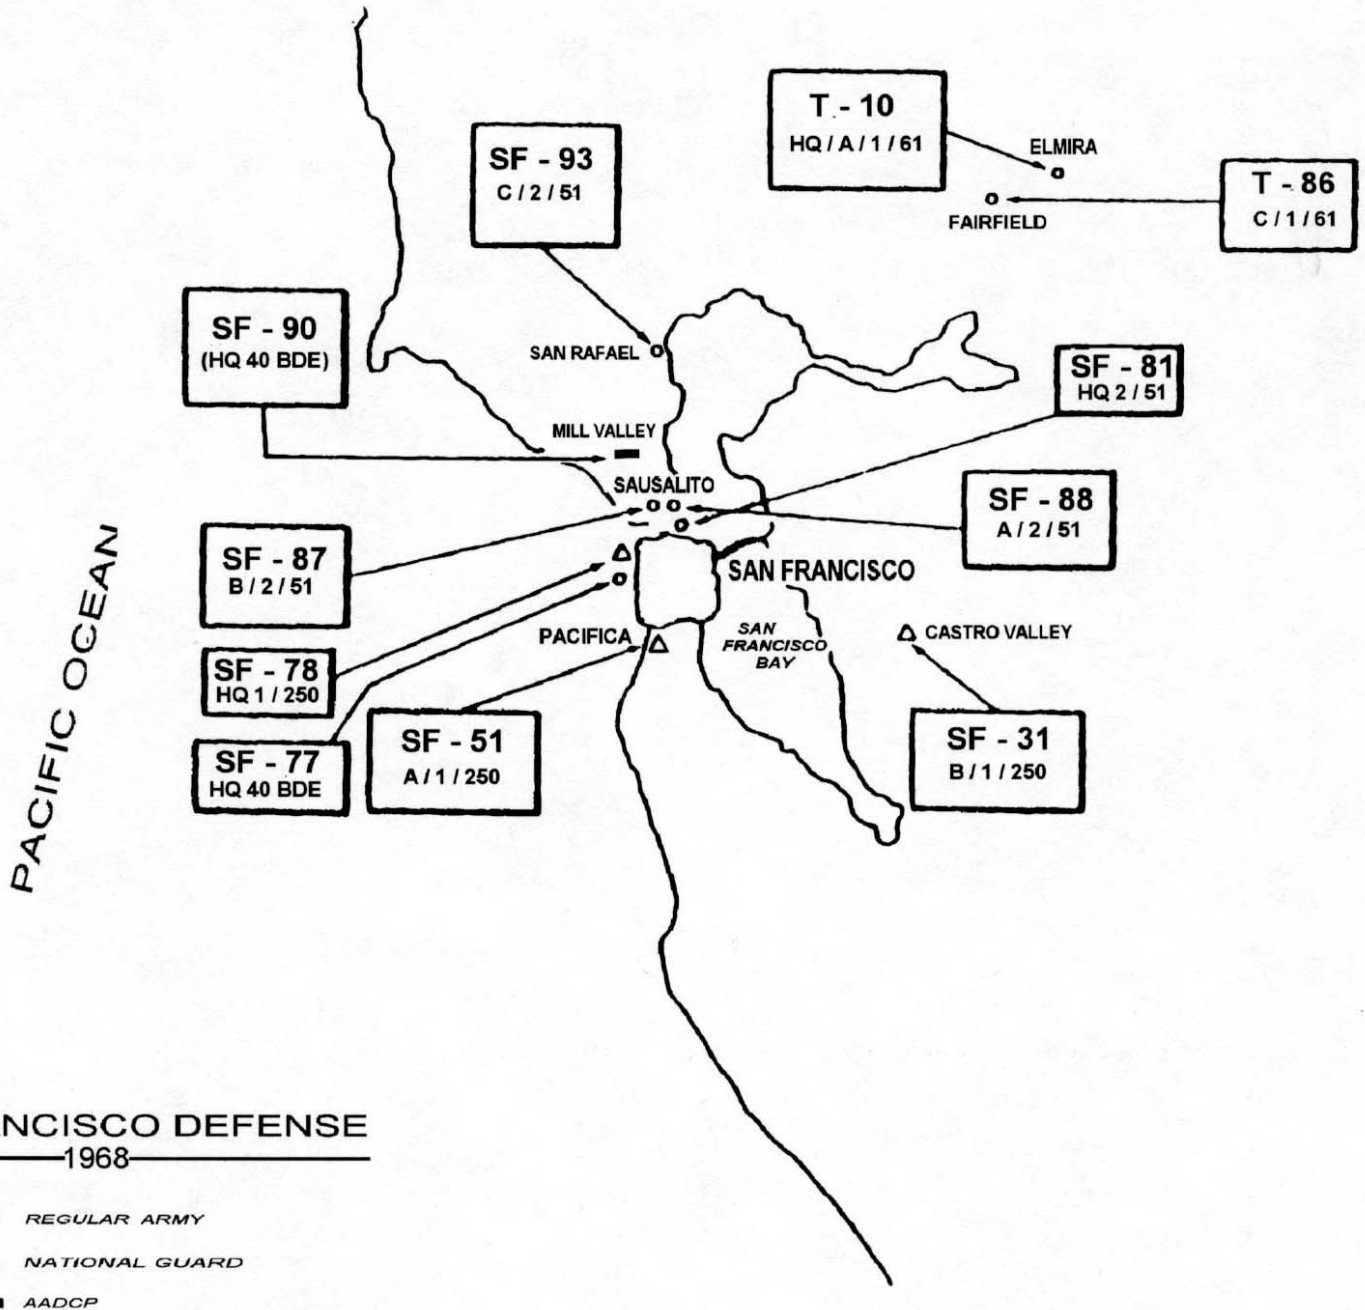 T - 10
HQ / A / 1 / 61
ELMIRA
SF - 93
C / 2 / 51
T - 86
C / 1 / 61
FAIRFIELD
SF - 90
(HQ 40 BDE)
SAN RAFAEL
SF - 81
HQ 2 / 51
MILL VALLEY
SAUSALITO
SF - 88
A / 2 / 51
SF - 87
B / 2 / 51
SAN FRANCISCO
PACIFICA
SAN
FRANCISCO
BAY
CASTRO VALLEY
SF - 78
HQ 1 / 250
SF - 51
A / 1 / 250
SF - 31
B / 1 / 250
SF - 77
HQ 40 BDE
PACIFIC OCEAN
NCISCO DEFENSE
1968
REGULAR ARMY
NATIONAL GUARD
AADCP